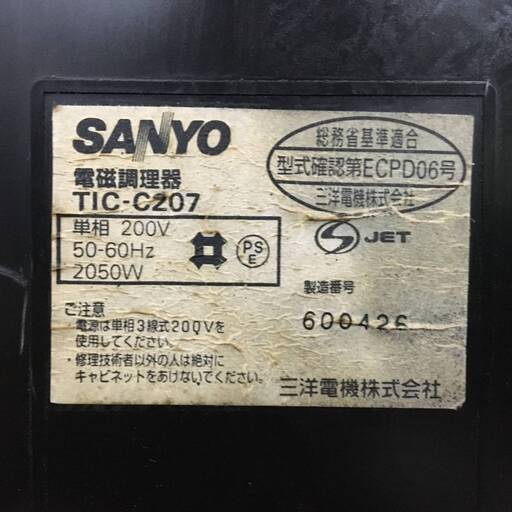 SANYO
電磁調理器
TIC-C207
単相 200V
50-60Hz
2050W
PS
E
総務省基準適合
型式確認第ECPD06号
三洋電機株式会社
S JET
製造番号
600426
ご注意
・電源は単相3線式200Vを
使用してください。
・修理技術者以外の人は絶対に
キャビネットをあけないでください。
三洋電機株式会社